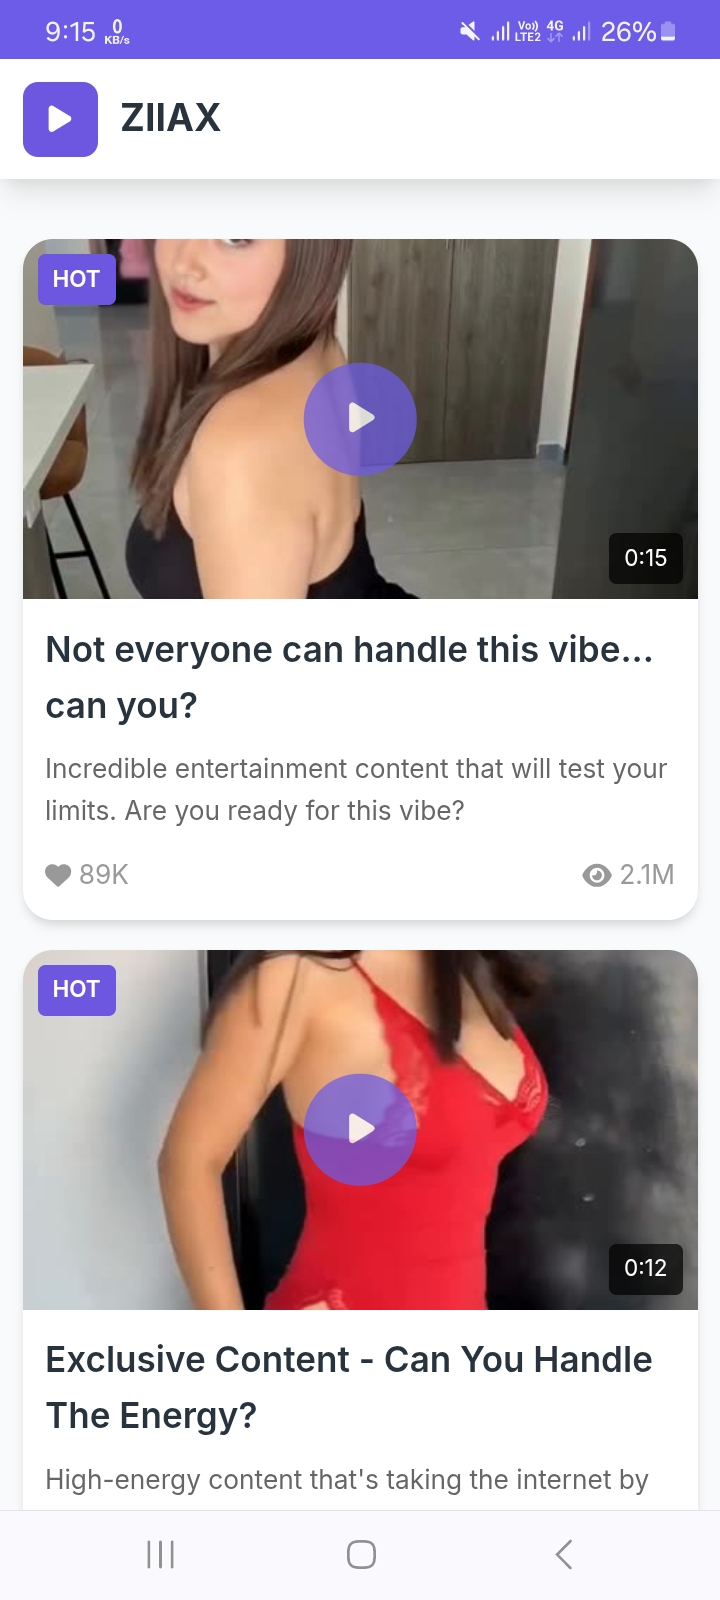 9:15 0 KB/s Vo)) LTE2 4G 26%
ZIIAX
HOT
0:15
Not everyone can handle this vibe...
can you?
Incredible entertainment content that will test your
limits. Are you ready for this vibe?
89K 2.1M
HOT
0:12
Exclusive Content - Can You Handle
The Energy?
High-energy content that's taking the internet by